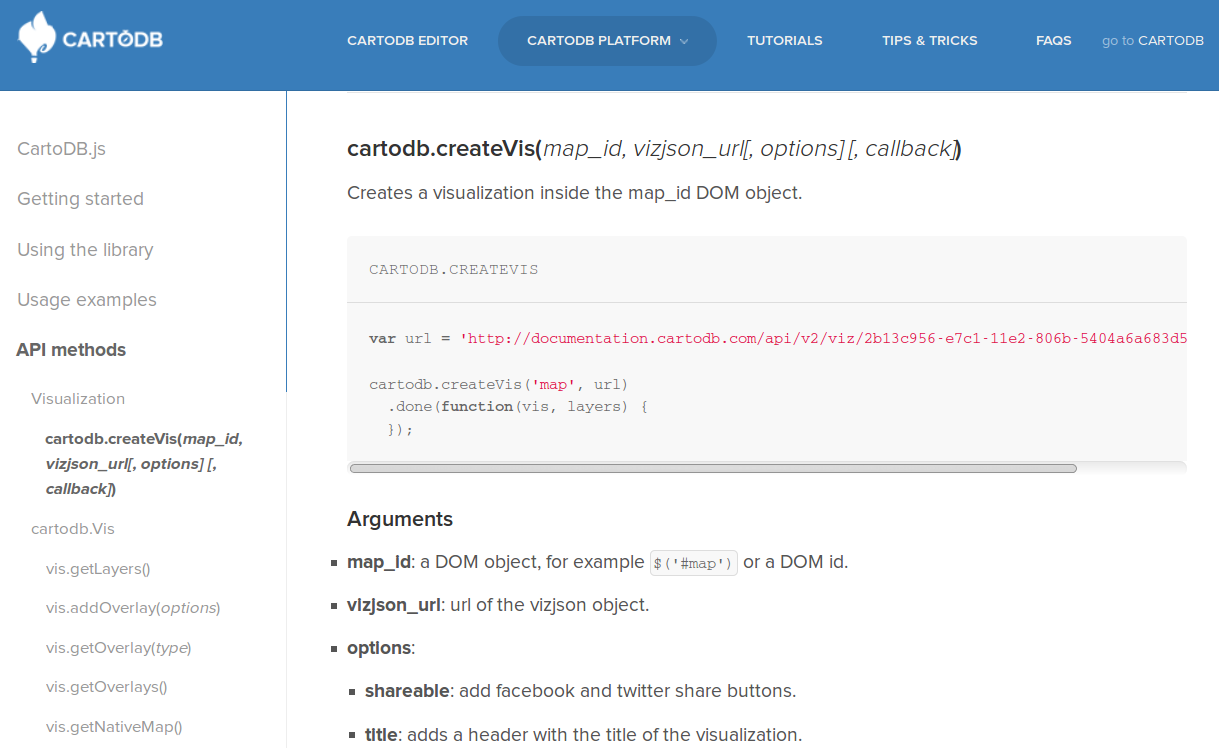 CARTODB
CARTODB EDITOR
CARTODB PLATFORM
TUTORIALS
TIPS & TRICKS
FAQS
go to CARTODB
CartoDB.js
Getting started
Using the library
Usage examples
API methods
Visualization
cartodb.createVis(map_id,
vizjson_url[, options] [,
callback])
cartodb.Vis
vis.getLayers()
vis.addOverlay(options)
vis.getOverlay(type)
vis.getOverlays()
vis.getNativeMap()
cartodb.createVis(map_id, vizjson_url[, options] [, callback])
Creates a visualization inside the map_id DOM object.
CARTODB.CREATEVIS
var url = 'http://documentation.cartodb.com/api/v2/viz/2b13c956-e7c1-11e2-806b-5404a6a683d5
cartodb.createVis('map', url)
.done(function(vis, layers) {
});
Arguments
map_id: a DOM object, for example $('#map') or a DOM id.
vizjson_url: url of the vizjson object.
options:
shareable: add facebook and twitter share buttons.
title: adds a header with the title of the visualization.